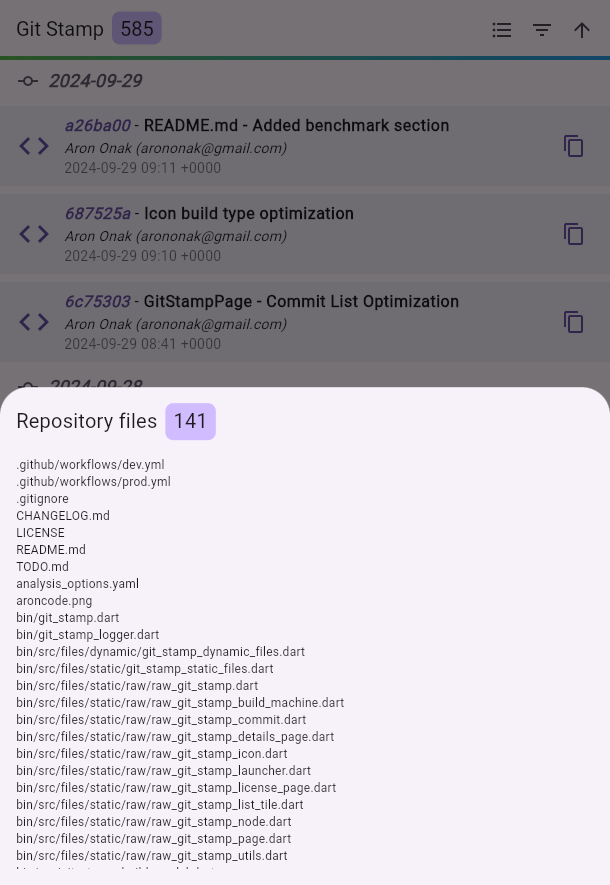 Git Stamp 585
2024-09-29
a26ba00 - README.md - Added benchmark section
Aron Onak (arononak@gmail.com)
2024-09-29 09:11 +0000
687525a - Icon build type optimization
Aron Onak (arononak@gmail.com)
2024-09-29 09:10 +0000
6c75303 - GitStampPage - Commit List Optimization
Aron Onak (arononak@gmail.com)
2024-09-29 08:41 +0000
2024-09-28
Repository files 141
.github/workflows/dev.yml
.github/workflows/prod.yml
.gitignore
CHANGELOG.md
LICENSE
README.md
TODO.md
analysis_options.yaml
aroncode.png
bin/git_stamp.dart
bin/git_stamp_logger.dart
bin/src/files/dynamic/git_stamp_dynamic_files.dart
bin/src/files/static/git_stamp_static_files.dart
bin/src/files/static/raw/raw_git_stamp.dart
bin/src/files/static/raw/raw_git_stamp_build_machine.dart
bin/src/files/static/raw/raw_git_stamp_commit.dart
bin/src/files/static/raw/raw_git_stamp_details_page.dart
bin/src/files/static/raw/raw_git_stamp_icon.dart
bin/src/files/static/raw/raw_git_stamp_launcher.dart
bin/src/files/static/raw/raw_git_stamp_license_page.dart
bin/src/files/static/raw/raw_git_stamp_list_tile.dart
bin/src/files/static/raw/raw_git_stamp_node.dart
bin/src/files/static/raw/raw_git_stamp_page.dart
bin/src/files/static/raw/raw_git_stamp_utils.dart